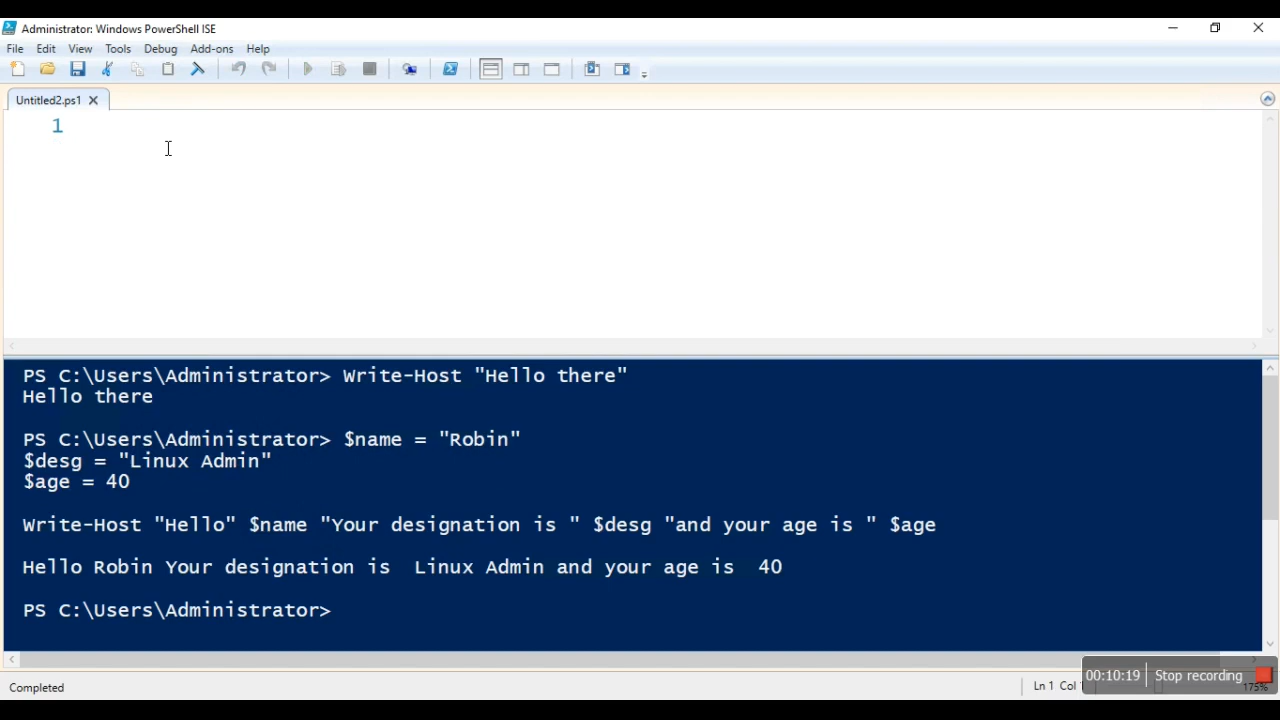 Administrator: Windows PowerShell ISE
File Edit View Tools Debug Add-ons Help
Untitled2.ps1
1
PS C:\Users\Administrator> Write-Host "Hello there"
Hello there
PS C:\Users\Administrator> $name = "Robin"
$desg = "Linux Admin"
$age = 40
Write-Host "Hello" $name "Your designation is " $desg "and your age is " $age
Hello Robin Your designation is  Linux Admin and your age is  40
PS C:\Users\Administrator>
00:10:19 Stop recording
Completed Ln 1 Col 175%